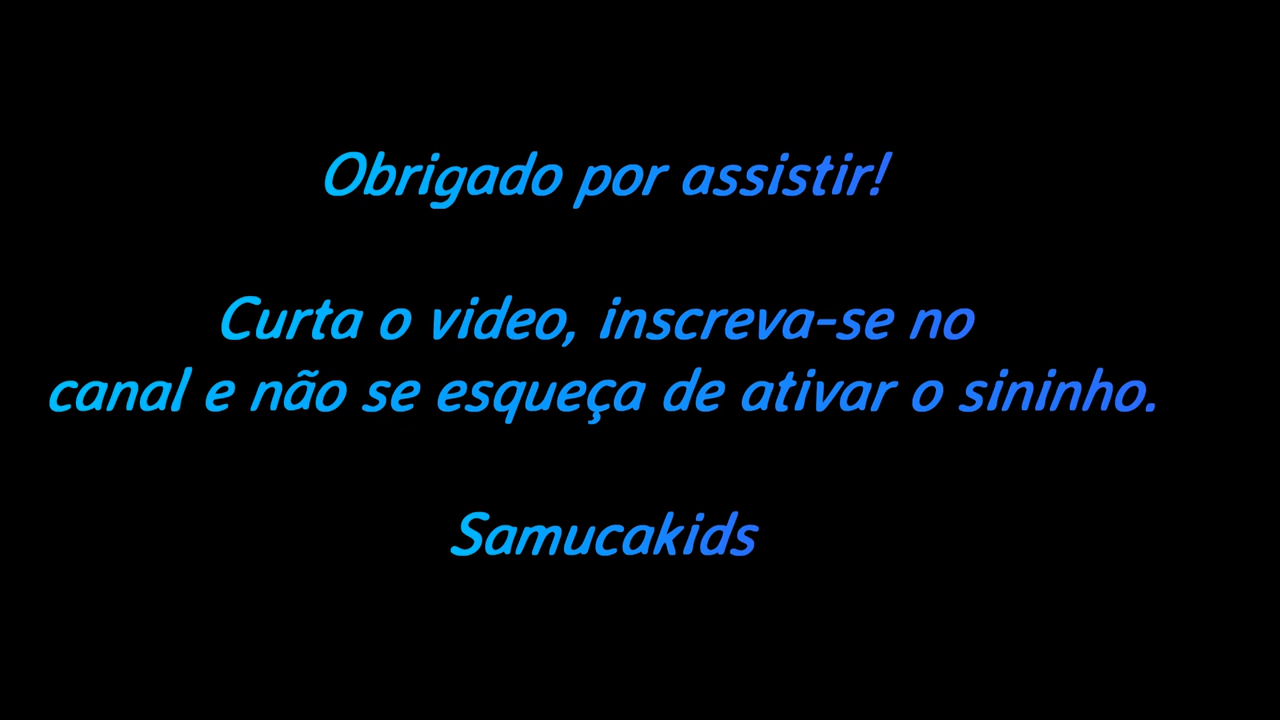 Obrigado por assistir!
Curta o video, inscreva-se no
canal e não se esqueça de ativar o sininho.
Samucakids